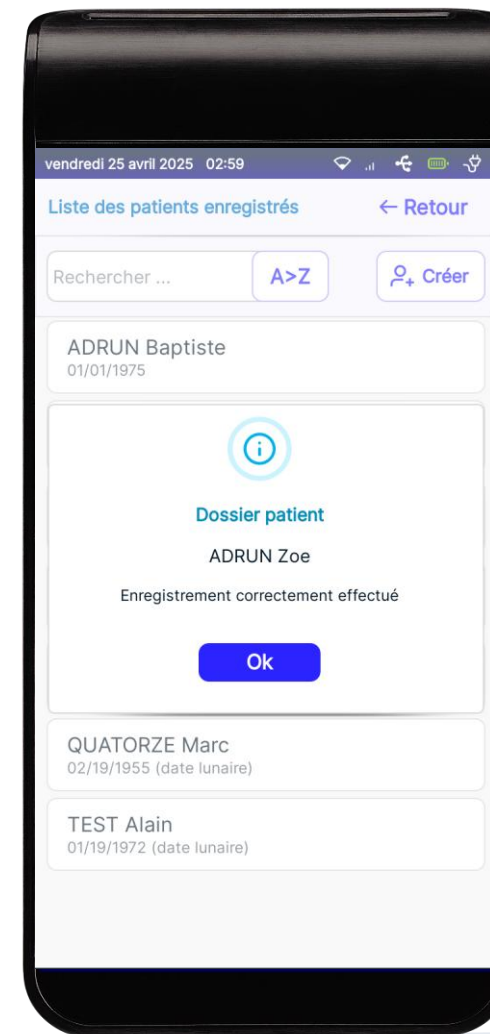 vendredi 25 avril 2025 02:59
Liste des patients enregistrés ← Retour
Rechercher ... A>Z Créer
ADRUN Baptiste
01/01/1975
Dossier patient
ADRUN Zoe
Enregistrement correctement effectué
Ok
QUATORZE Marc
02/19/1955 (date lunaire)
TEST Alain
01/19/1972 (date lunaire)